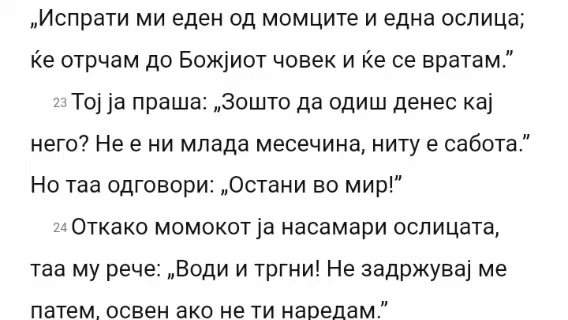 „Испрати ми еден од момците и една ослица;
ќе отрчам до Божјиот човек и ќе се вратам.”
23 Тој ја праша: „Зошто да одиш денес кај
него? Не е ни млада месечина, ниту е сабота.”
Но таа одговори: „Остани во мир!”
24 Откако момокот ја насамари ослицата,
таа му рече: „Води и тргни! Не задржувај ме
патем, освен ако не ти наредам.”